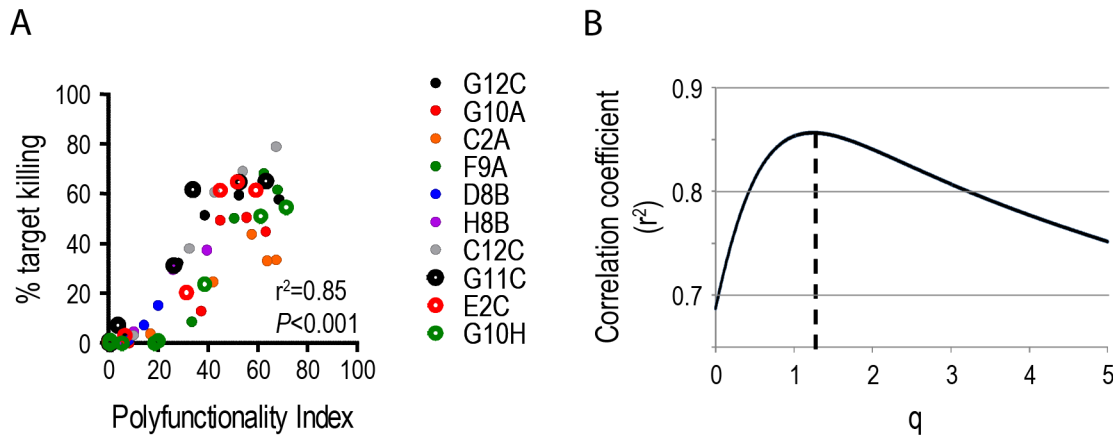 A
% target killing
100
80
60
40
20
0
0 20 40 60 80 100
Polyfunctionality Index
r²=0.85
P<0.001
G12C
G10A
C2A
F9A
D8B
H8B
C12C
G11C
E2C
G10H
B
Correlation coefficient
(r²)
0.9
0.8
0.7
0 1 2 3 4 5
q